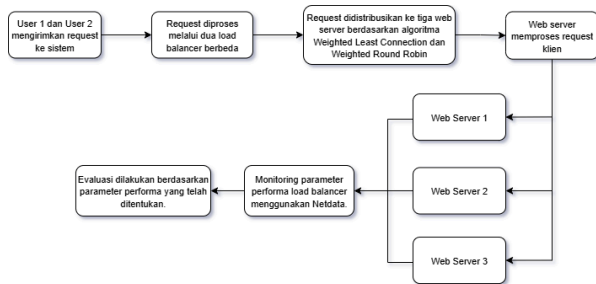 User 1 dan User 2
mengirimkan request
ke sistem
Request diproses
melalui dua load
balancer berbeda
Request didistribusikan ke tiga web
server berdasarkan algoritma
Weighted Least Connection dan
Weighted Round Robin
Web server
memproses request
klien
Web Server 1
Web Server 2
Web Server 3
Monitoring parameter
performa load balancer
menggunakan Netdata.
Evaluasi dilakukan berdasarkan
parameter performa yang telah
ditentukan.